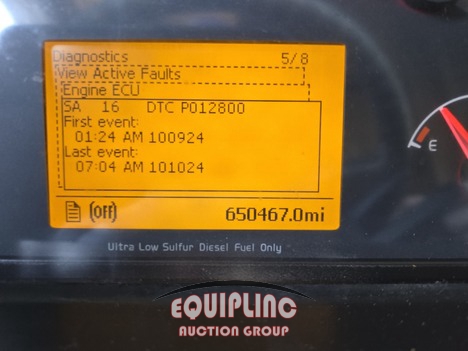 Diagnostics 5/8
View Active Faults
Engine ECU
SA 16 DTC P012800
First event:
01:24 AM 100924
Last event:
07:04 AM 101024
(OFF) 650467.0mi
E
Ultra Low Sulfur Diesel Fuel Only
EQUIPLINC
AUCTION GROUP